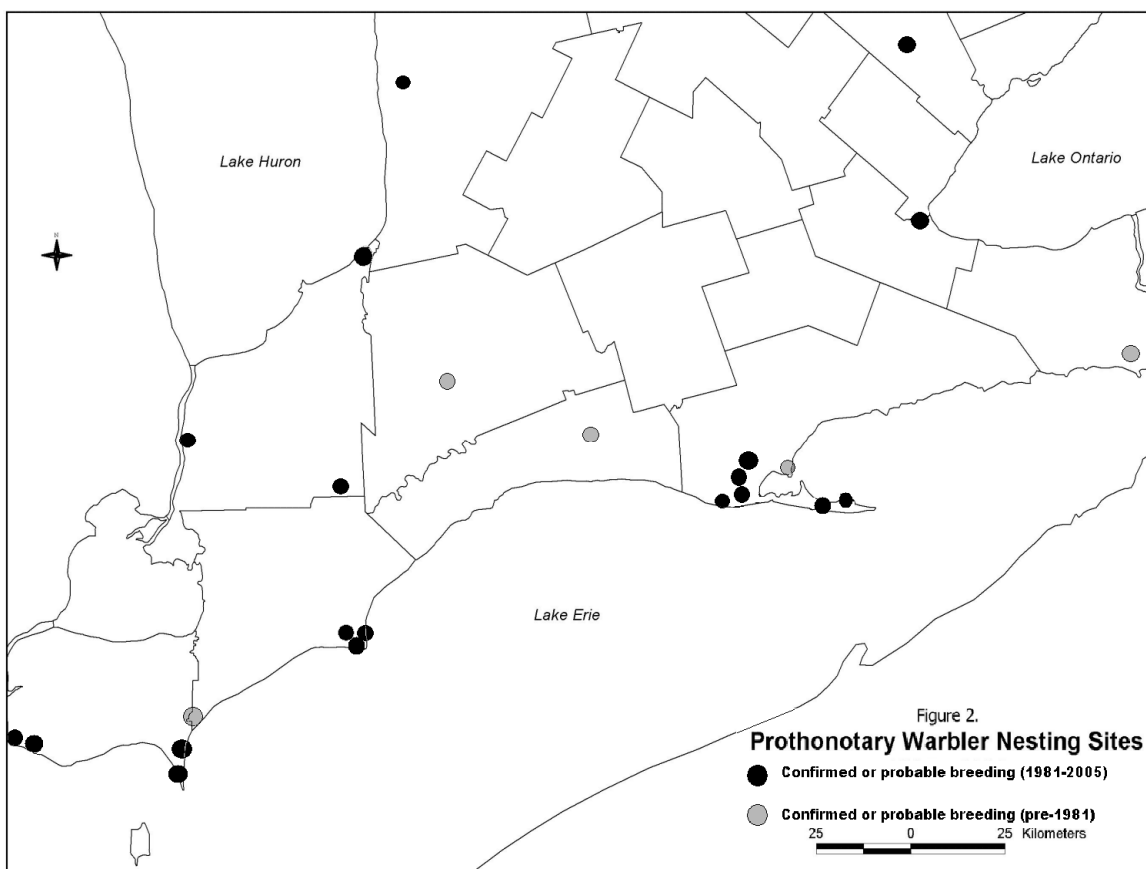 Lake Huron
Lake Ontario
N
Lake Erie
Figure 2.
Prothonotary Warbler Nesting Sites
Confirmed or probable breeding (1981-2005)
Confirmed or probable breeding (pre-1981)
25 0 25 Kilometers